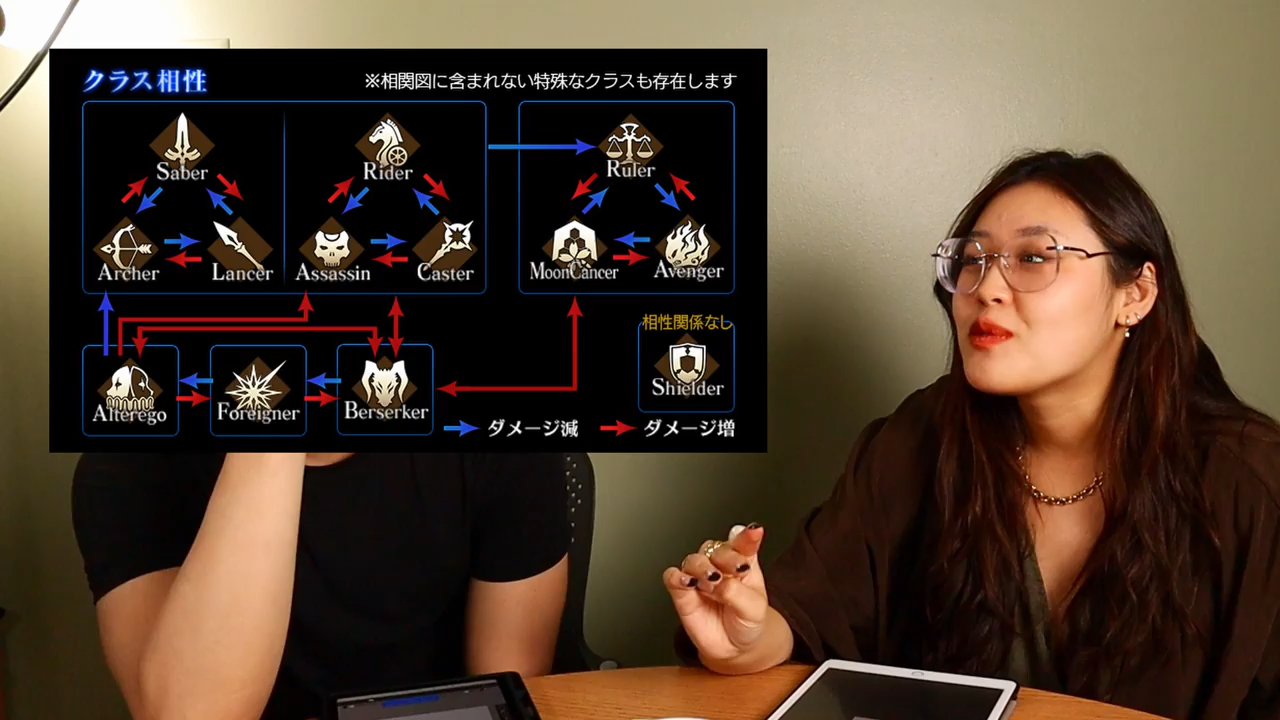 クラス相性
※相関図に含まれない特殊なクラスも存在します
Saber
Rider
Ruler
Archer
Lancer
Assassin
Caster
MoonCancer
Avenger
相性関係なし
Shielder
Alterego
Foreigner
Berserker
ダメージ減
ダメージ増